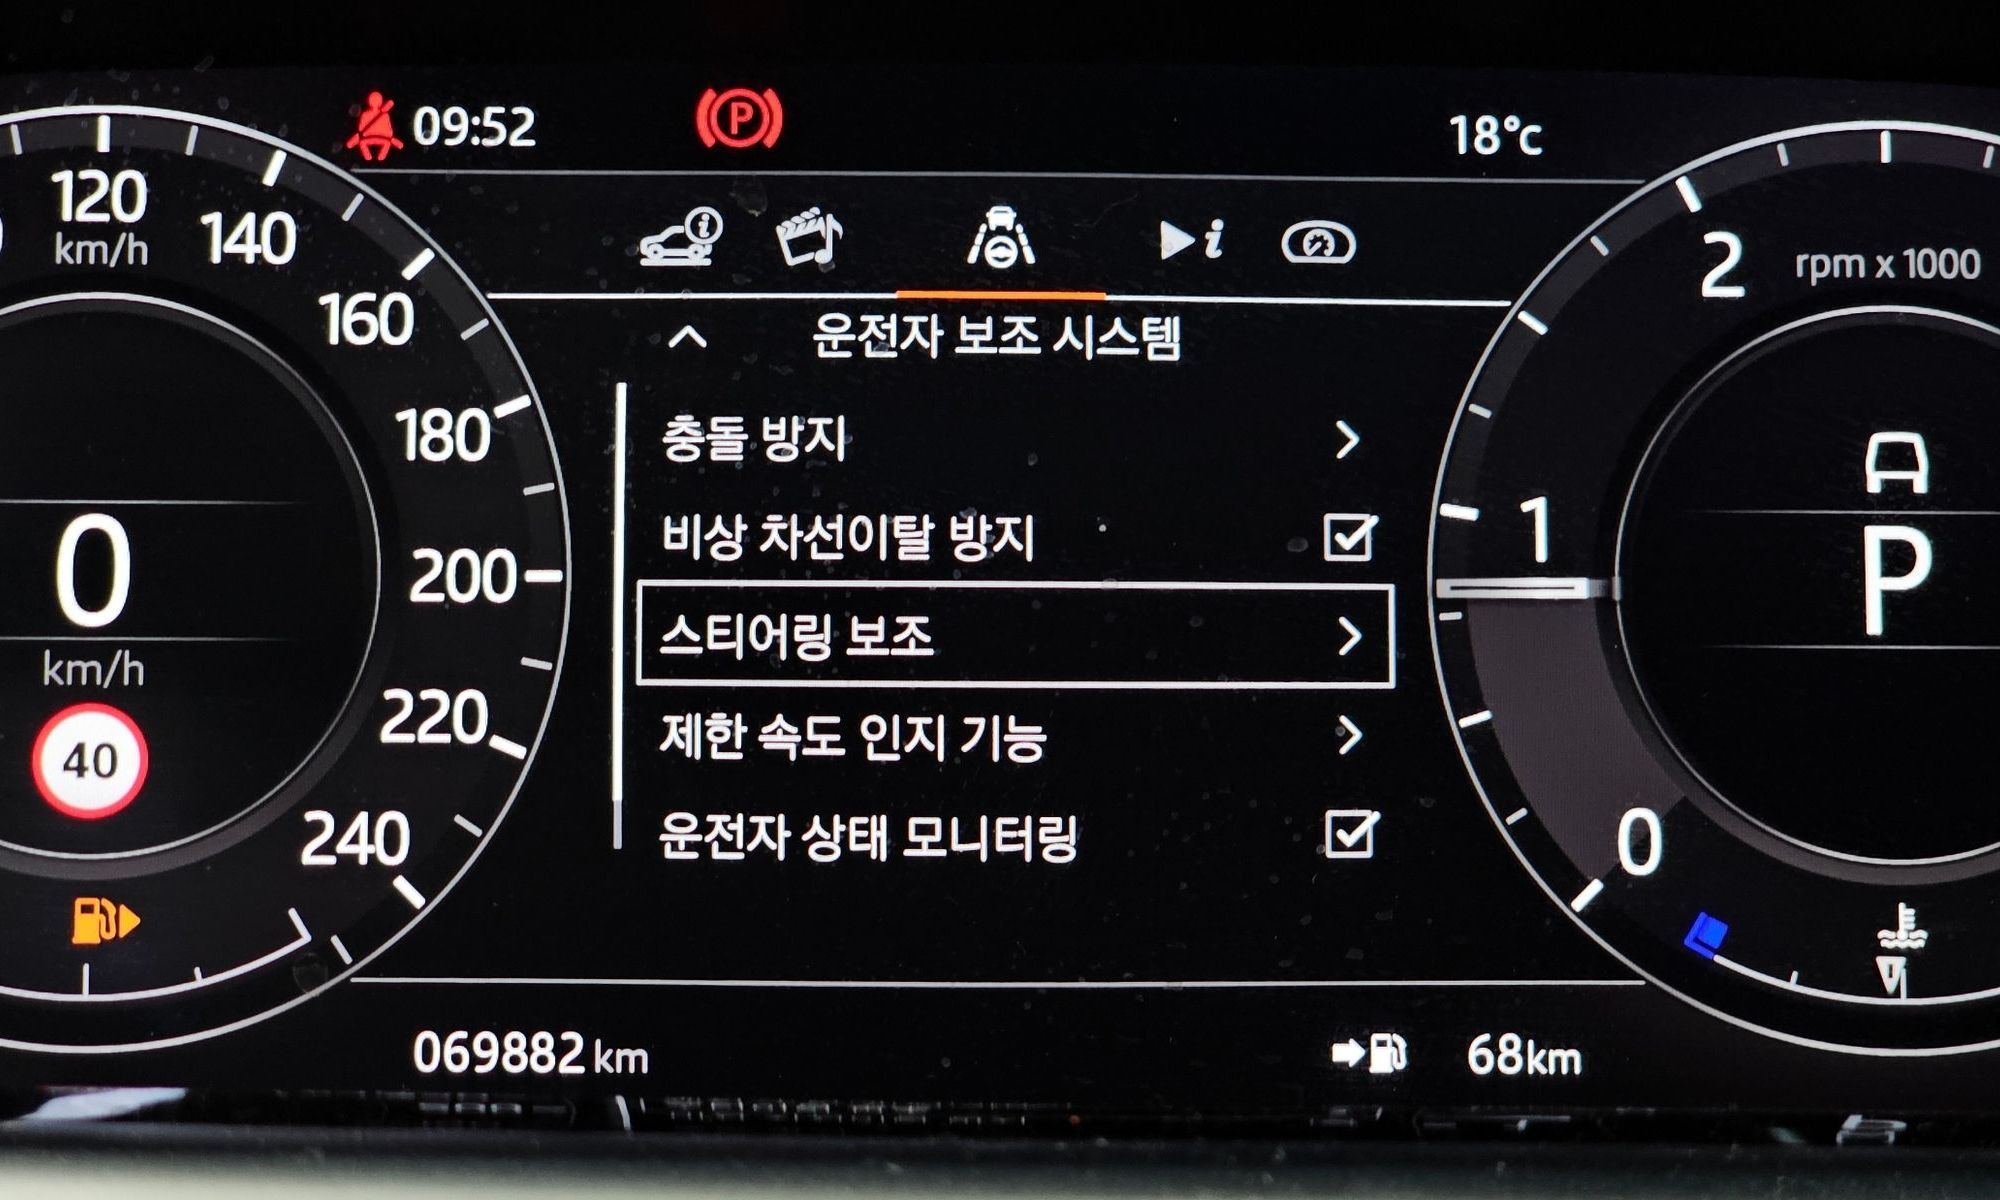 09:52
P
18°C
120
km/h
140
160
180
200
220
240
0
km/h
40
i
i
운전자 보조 시스템
충돌 방지
비상 차선이탈 방지
스티어링 보조
제한 속도 인지 기능
운전자 상태 모니터링
2
rpm x 1000
1
0
P
069882 km
68km